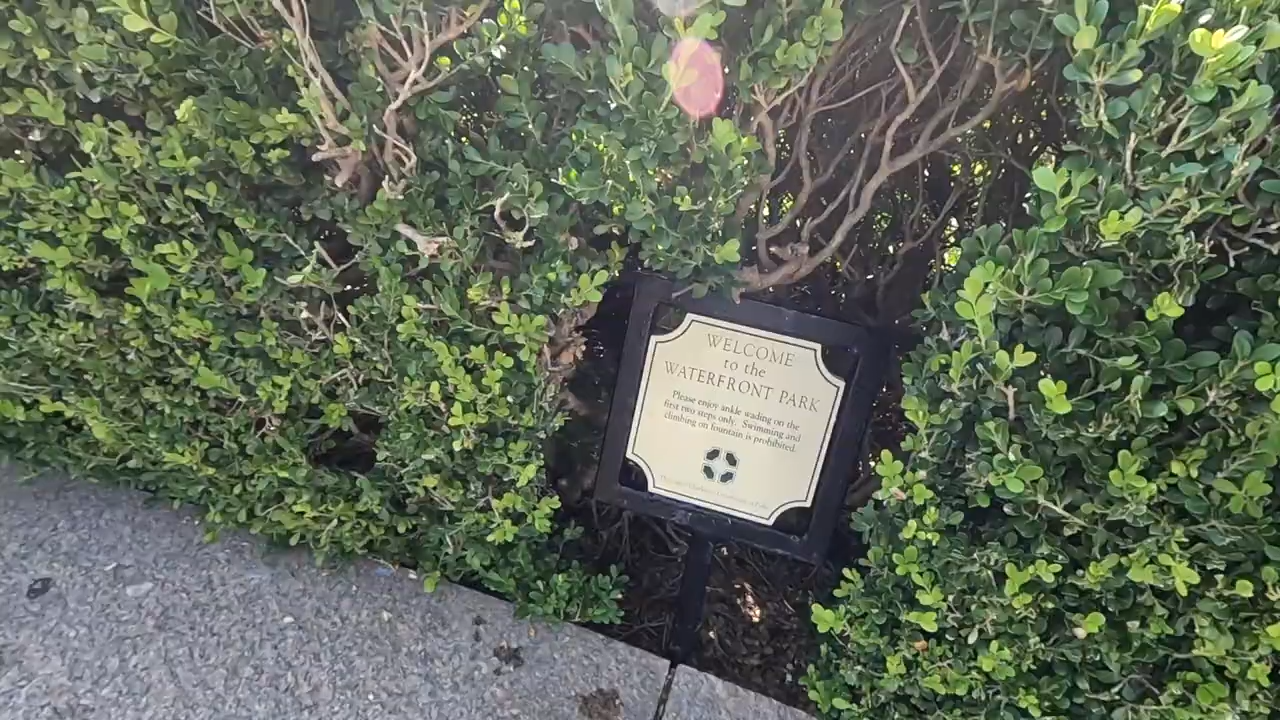 WELCOME
to the
WATERFRONT PARK
Please enjoy ankle wading on the
first two steps only. Swimming and
climbing on fountain is prohibited.